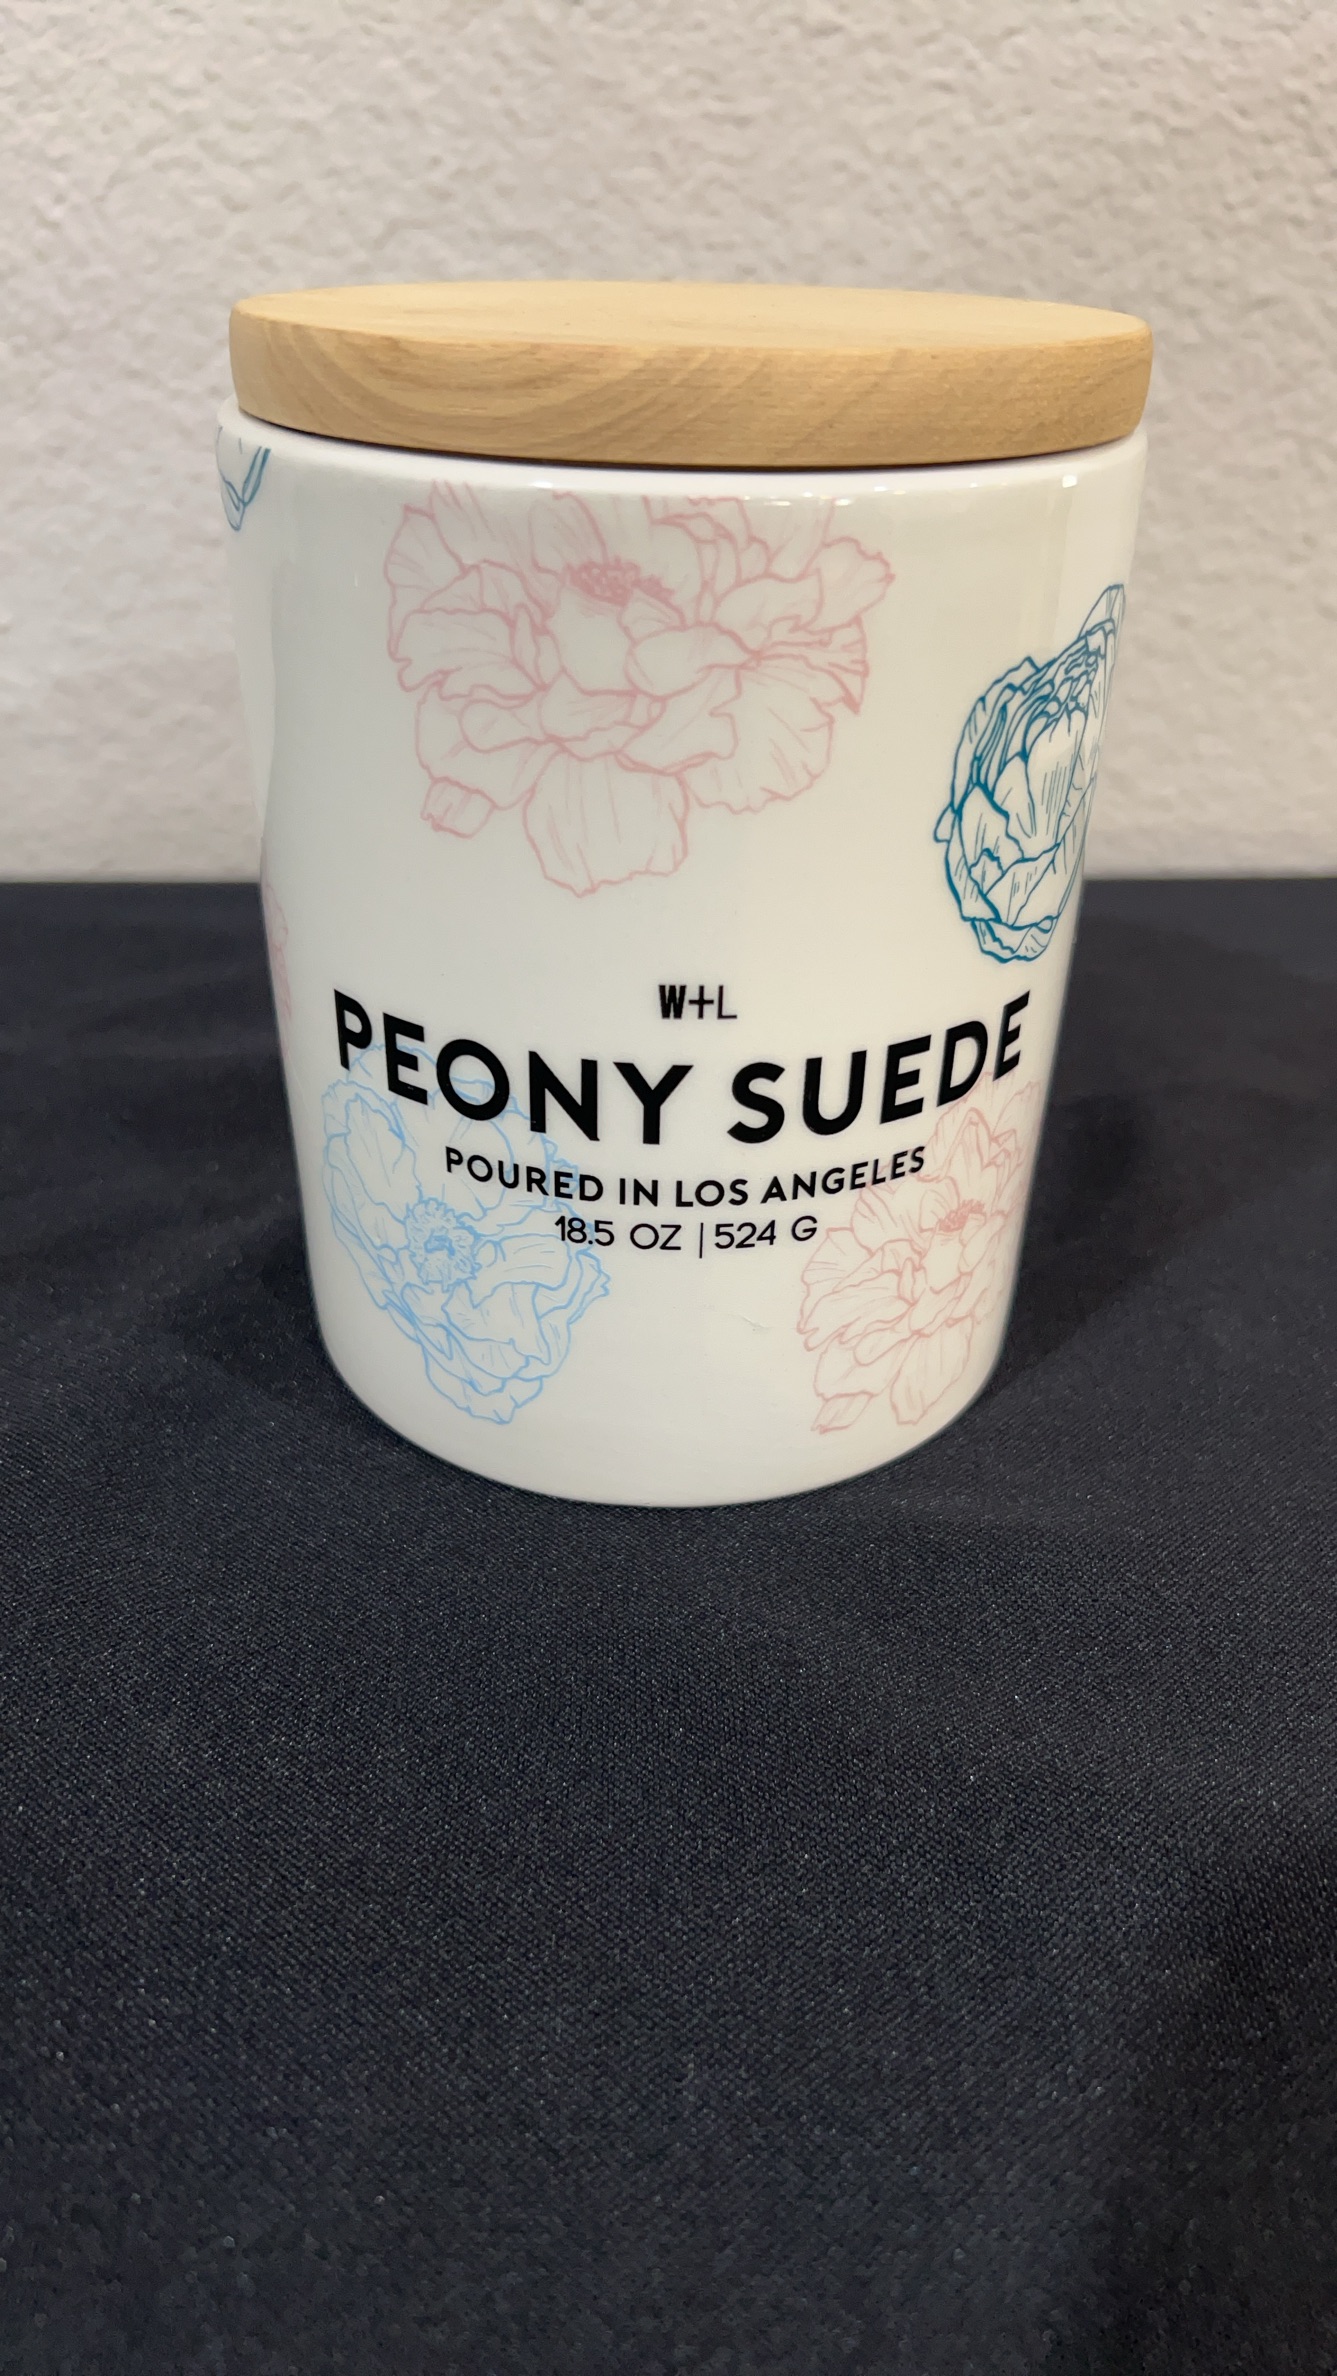 W+L
PEONY SUEDE
POURED IN LOS ANGELES
18.5 OZ | 524 G